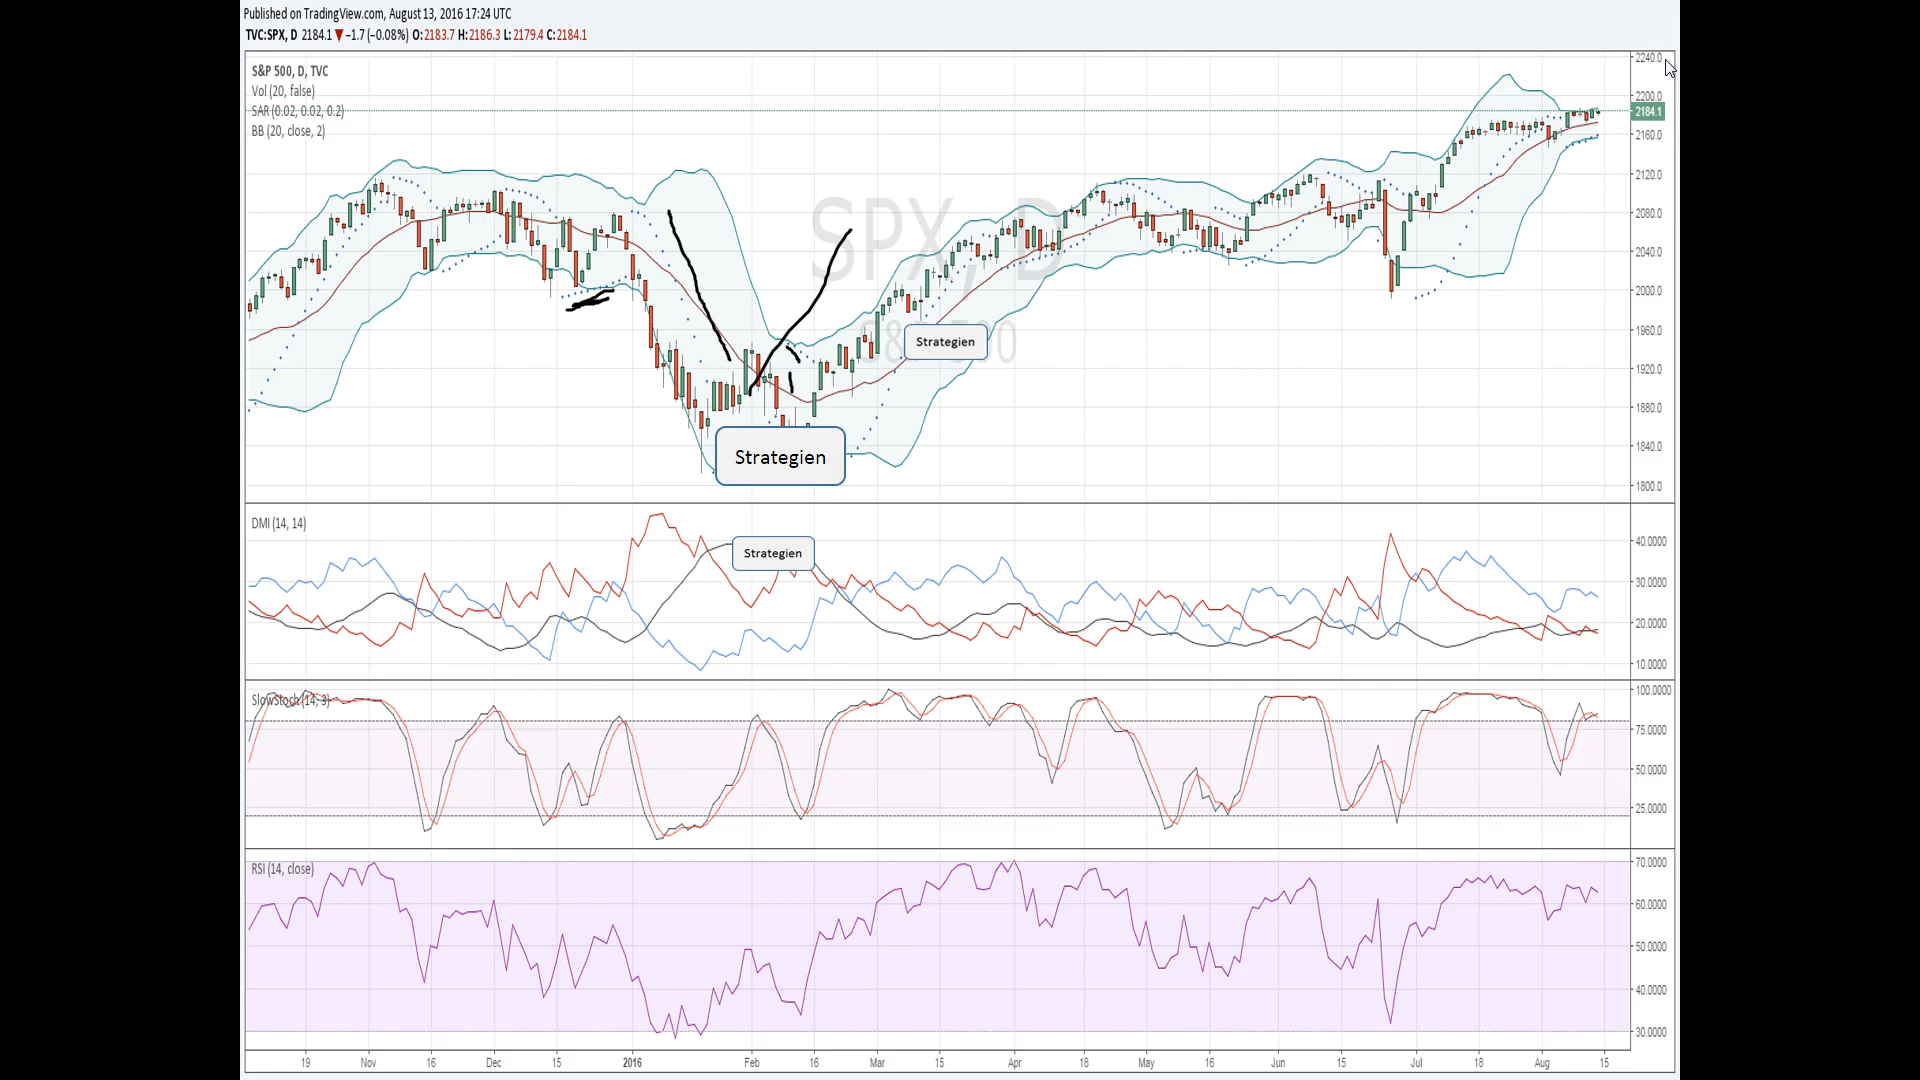 Published on TradingView.com, August 13, 2016 17:24 UTC
TVC:SPX, D 2184.1 ▼ −1.7 (−0.08%) O:2183.7 H:2186.3 L:2179.4 C:2184.1
S&P 500, D, TVC
Vol (20, false)
SAR (0.02, 0.02, 0.2)
BB (20, close, 2)
SPX, D
S&P 500
2240.0
2200.0
2184.1
2160.0
2120.0
2080.0
2040.0
2000.0
1960.0
1920.0
1880.0
1840.0
1800.0
Strategien
Strategien
DMI (14, 14)
Strategien
40.0000
30.0000
20.0000
10.0000
SlowStoch (14, 3)
100.0000
75.0000
50.0000
25.0000
RSI (14, close)
70.0000
60.0000
50.0000
40.0000
30.0000
19 Nov 16 Dec 15 2016 Feb 16 Mar 15 Apr 18 May 16 Jun 15 Jul 18 Aug 15